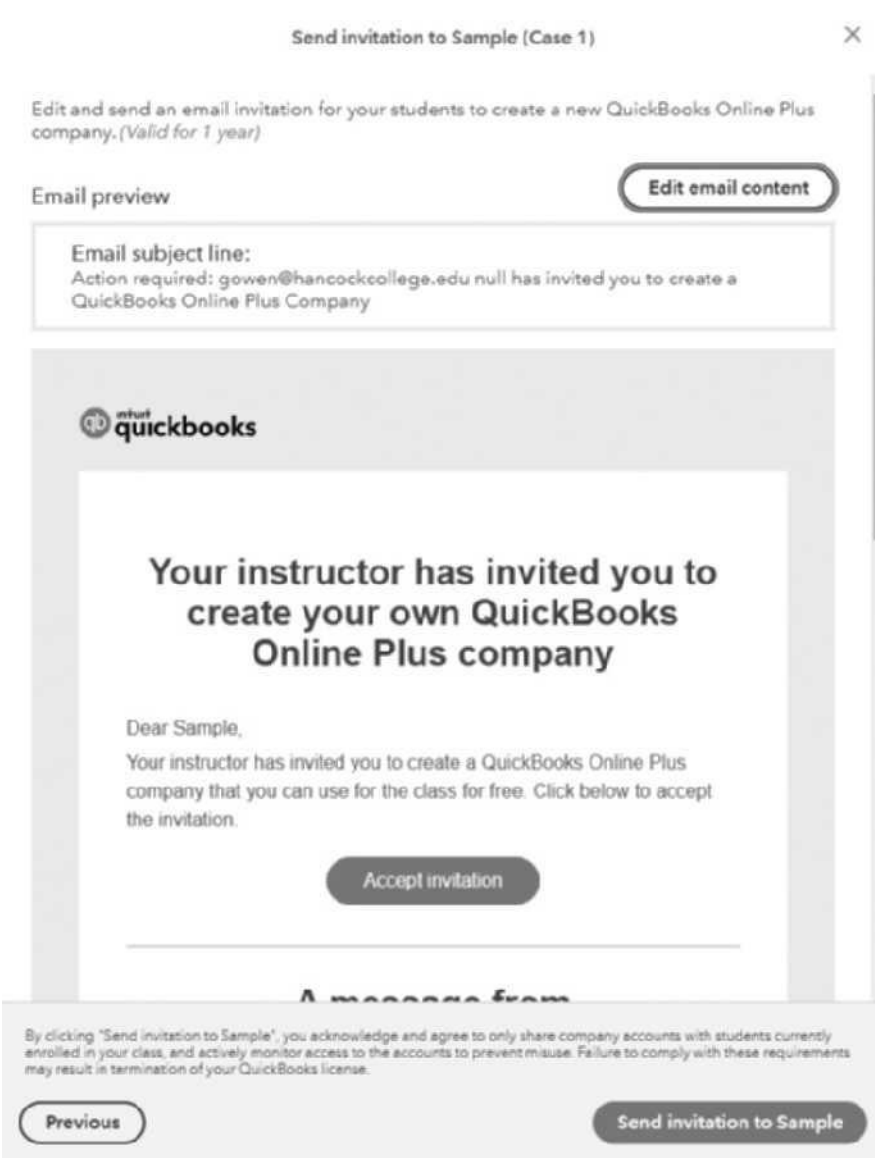 Send invitation to Sample (Case 1)
Edit and send an email invitation for your students to create a new QuickBooks Online Plus
company. (Valid for 1 year)
Email preview
Edit email content
Email subject line:
Action required: gowen@hancockcollege.edu null has invited you to create a
QuickBooks Online Plus Company
qb intuit quickbooks
Your instructor has invited you to
create your own QuickBooks
Online Plus company
Dear Sample,
Your instructor has invited you to create a QuickBooks Online Plus
company that you can use for the class for free. Click below to accept
the invitation.
Accept invitation
A message from
By clicking "Send invitation to Sample", you acknowledge and agree to only share company accounts with students currently
enrolled in your class, and actively monitor access to the accounts to prevent misuse. Failure to comply with these requirements
may result in termination of your QuickBooks license.
Previous
Send invitation to Sample